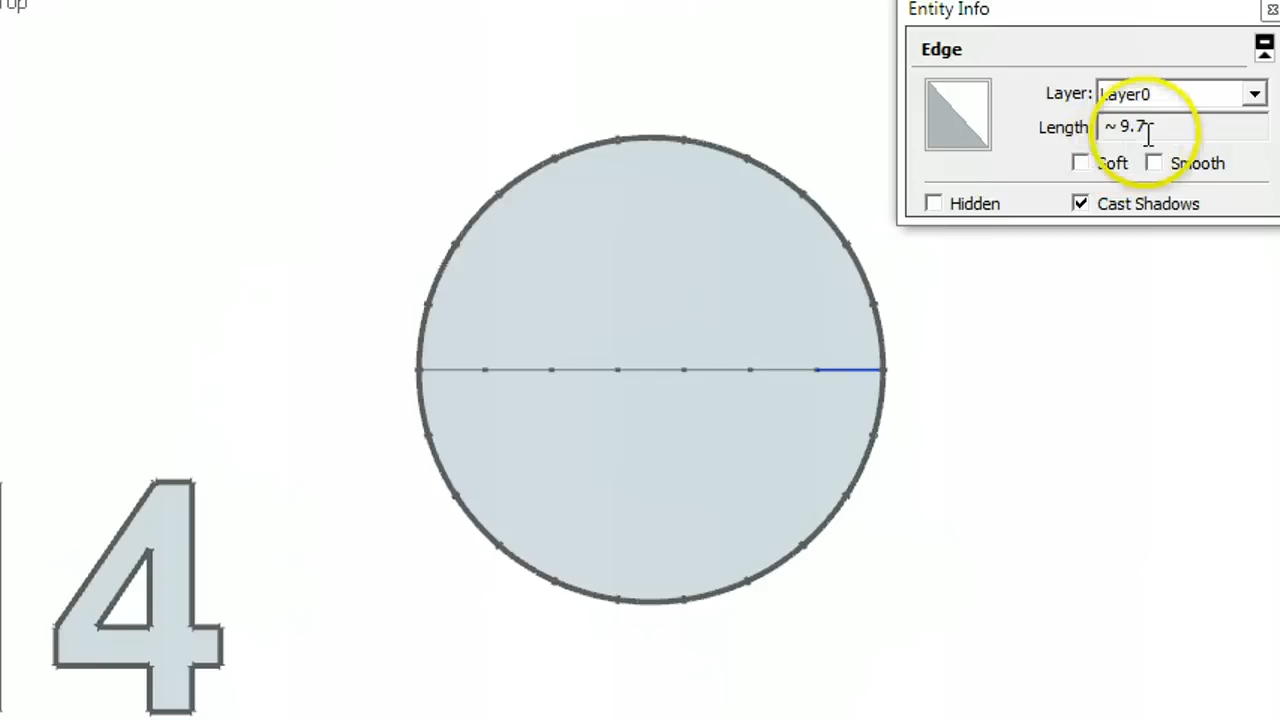 Entity Info
Edge
Layer: Layer0
Length ~ 9.7
Soft Smooth
Hidden Cast Shadows
4